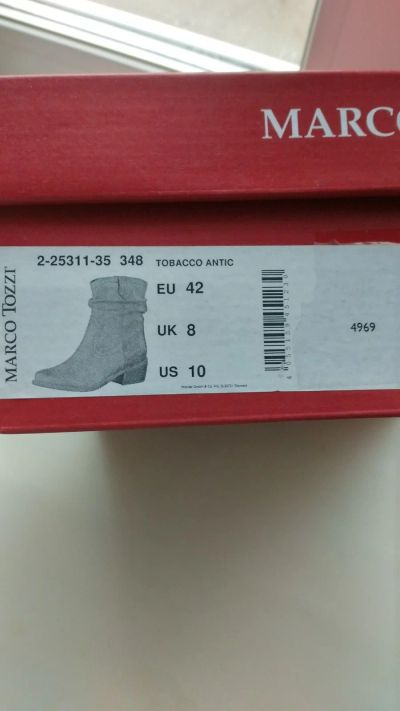 MARCO
2-25311-35 348 TOBACCO ANTIC
MARCO TOZZI
EU 42
UK 8
US 10
4969